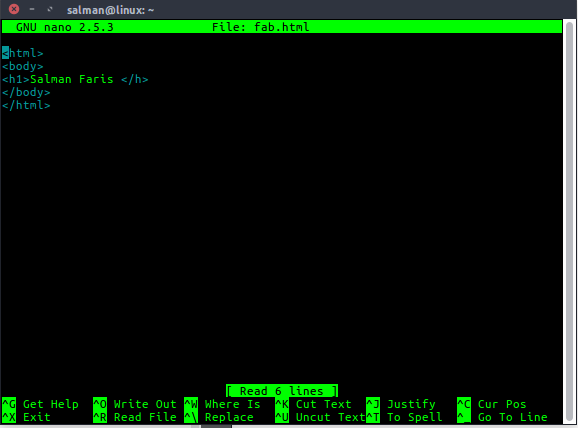 salman@linux: ~
GNU nano 2.5.3 File: fab.html
<html>
<body>
<h1>Salman Faris </h>
</body>
</html>
[ Read 6 lines ]
^G Get Help ^O Write Out ^W Where Is ^K Cut Text ^J Justify ^C Cur Pos
^X Exit ^R Read File ^\ Replace ^U Uncut Text ^T To Spell ^_ Go To Line